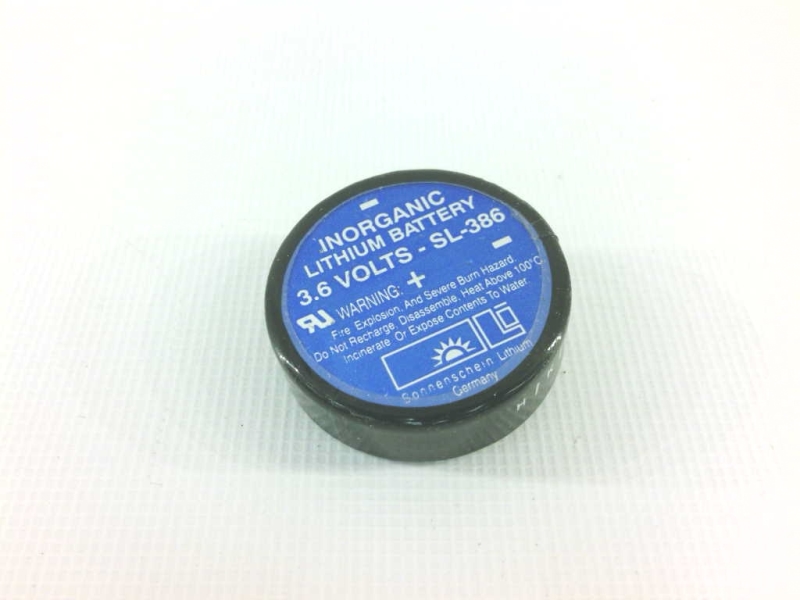 -
INORGANIC
LITHIUM BATTERY
3.6 VOLTS - SL-386
-
WARNING: +
Fire, Explosion, And Severe Burn Hazard.
Do Not Recharge, Disassemble, Heat Above 100°C
Incinerate Or Expose Contents To Water.
Sonnenschein Lithium
Germany